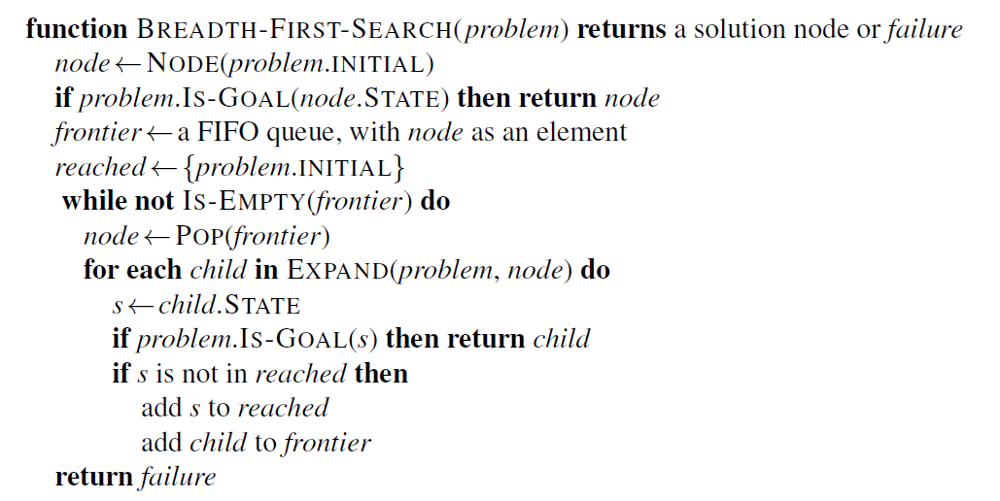 function BREADTH-FIRST-SEARCH(problem) returns a solution node or failure
node←NODE(problem.INITIAL)
if problem.IS-GOAL(node.STATE) then return node
frontier←a FIFO queue, with node as an element
reached←{problem.INITIAL}
while not IS-EMPTY(frontier) do
node←POP(frontier)
for each child in EXPAND(problem, node) do
s←child.STATE
if problem.IS-GOAL(s) then return child
if s is not in reached then
add s to reached
add child to frontier
return failure